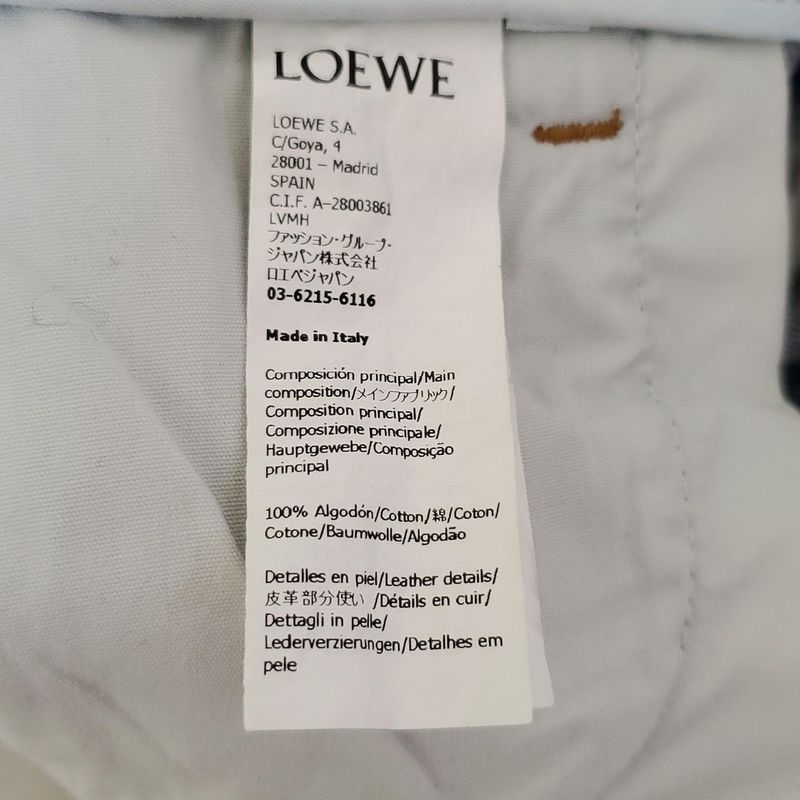 LOEWE
LOEWE S.A.
C/Goya, 4
28001 – Madrid
SPAIN
C.I.F. A-28003861
LVMH
ファッション・グループ・
ジャパン株式会社
ロエベジャパン
03-6215-6116
Made in Italy
Composición principal/Main
composition/メインファブリック/
Composition principal/
Composizione principale/
Hauptgewebe/Composição
principal
100% Algodón/Cotton/綿/Coton/
Cotone/Baumwolle/Algodão
Detalles en piel/Leather details/
皮革部分使い /Détails en cuir/
Dettagli in pelle/
Lederverzierungen/Detalhes em
pele